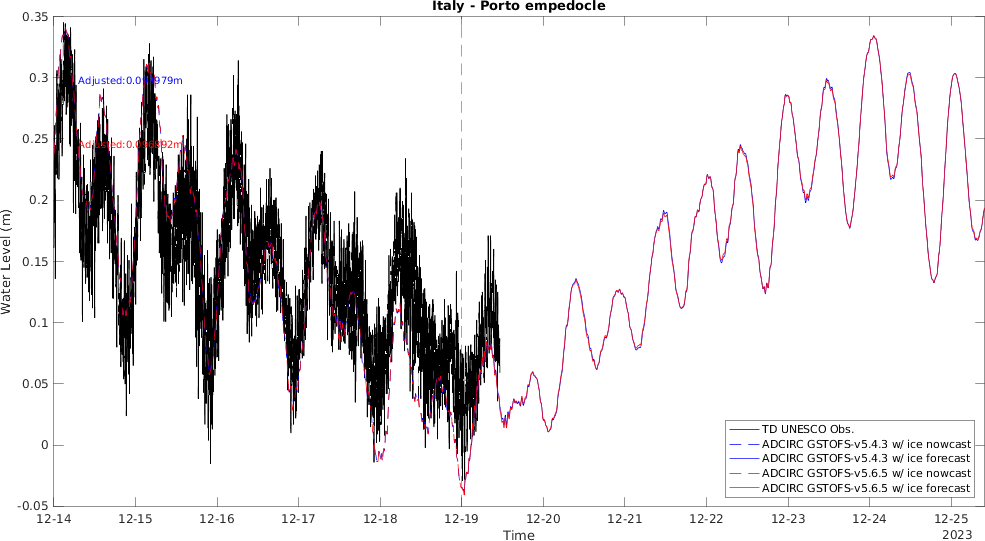 Italy - Porto empedocle
Water Level (m)
0.35
0.3
0.25
0.2
0.15
0.1
0.05
0
-0.05
12-14
12-15
12-16
12-17
12-18
12-19
12-20
12-21
12-22
12-23
12-24
12-25
2023
Time
TD UNESCO Obs.
ADCIRC GSTOFS-v5.4.3 w/ ice nowcast
ADCIRC GSTOFS-v5.4.3 w/ ice forecast
ADCIRC GSTOFS-v5.6.5 w/ ice nowcast
ADCIRC GSTOFS-v5.6.5 w/ ice forecast